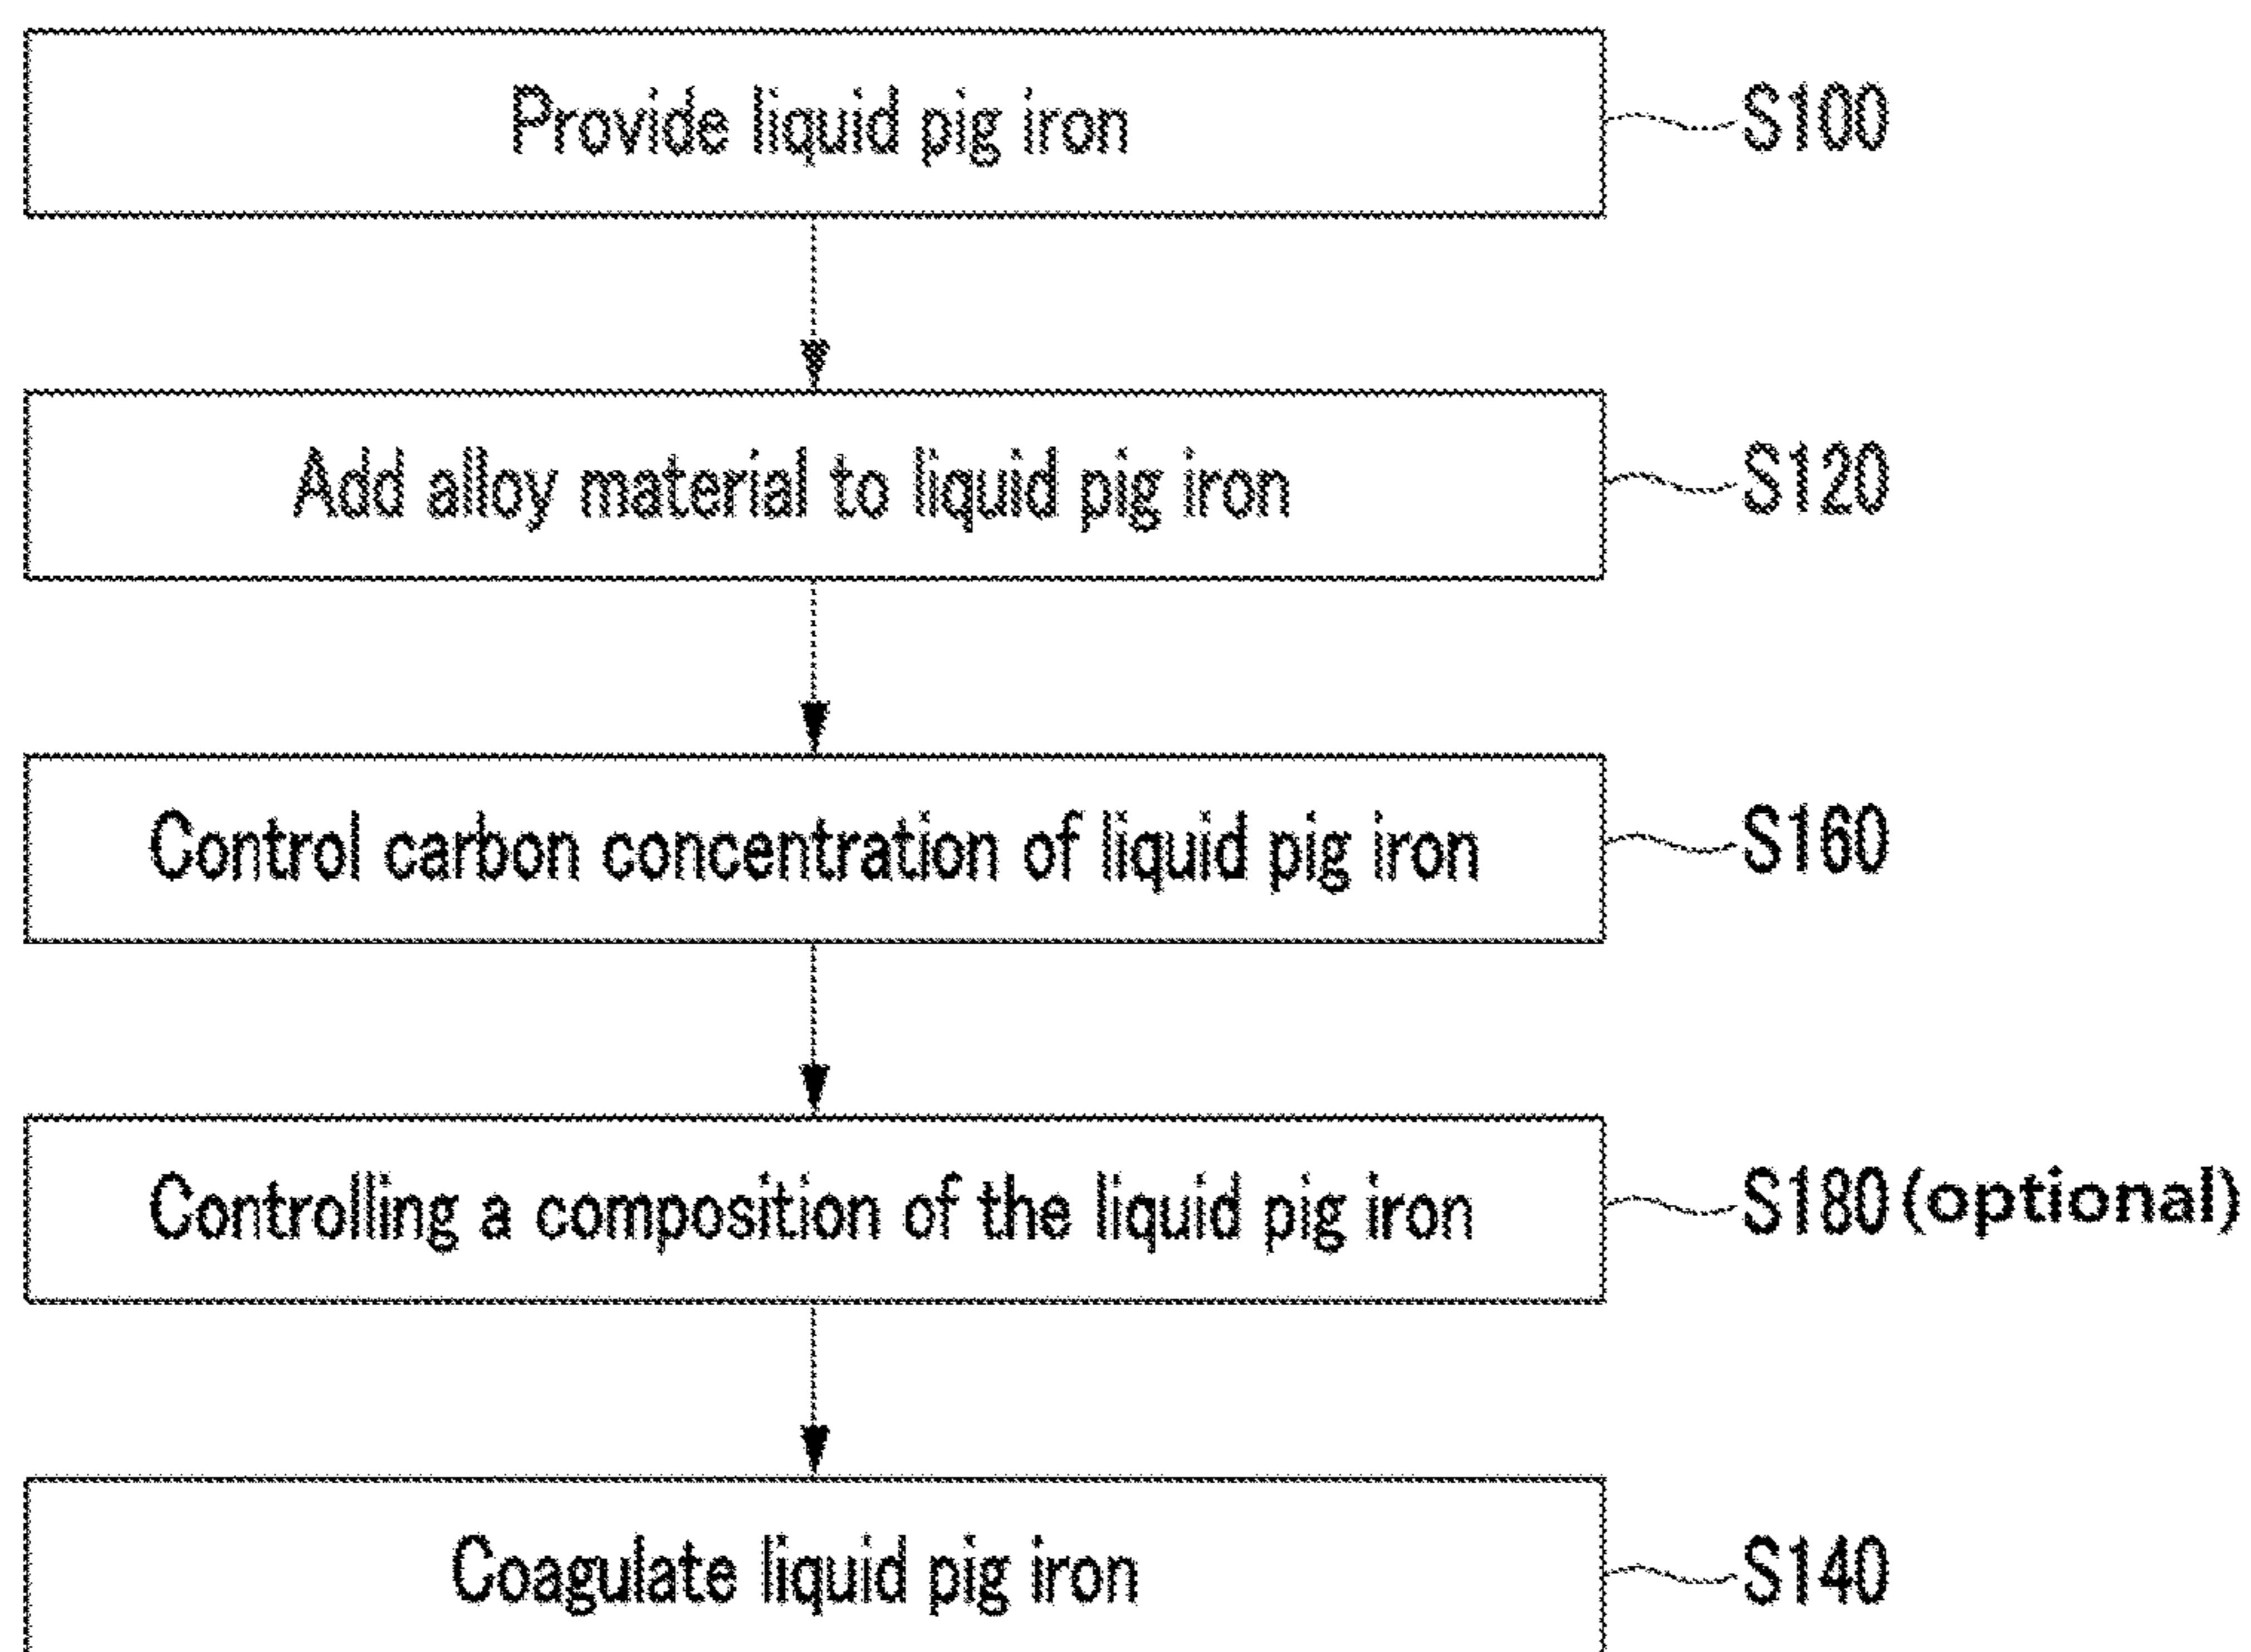 Provide liquid pig iron S100
Add alloy material to liquid pig iron S120
Control carbon concentration of liquid pig iron S160
Controlling a composition of the liquid pig iron S180 (optional)
Coagulate liquid pig iron S140